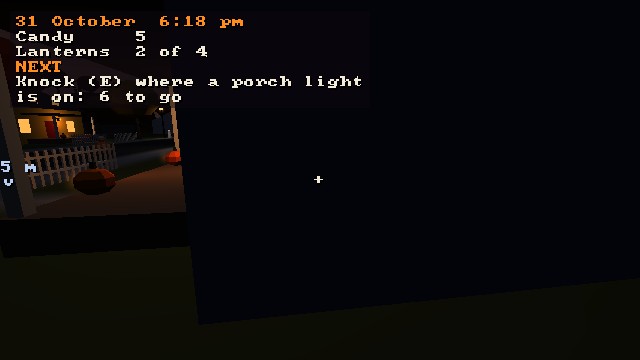 31 October  6:18 pm
Candy     5
Lanterns  2 of 4
NEXT
Knock (E) where a porch light
is on: 6 to go
5 m
v